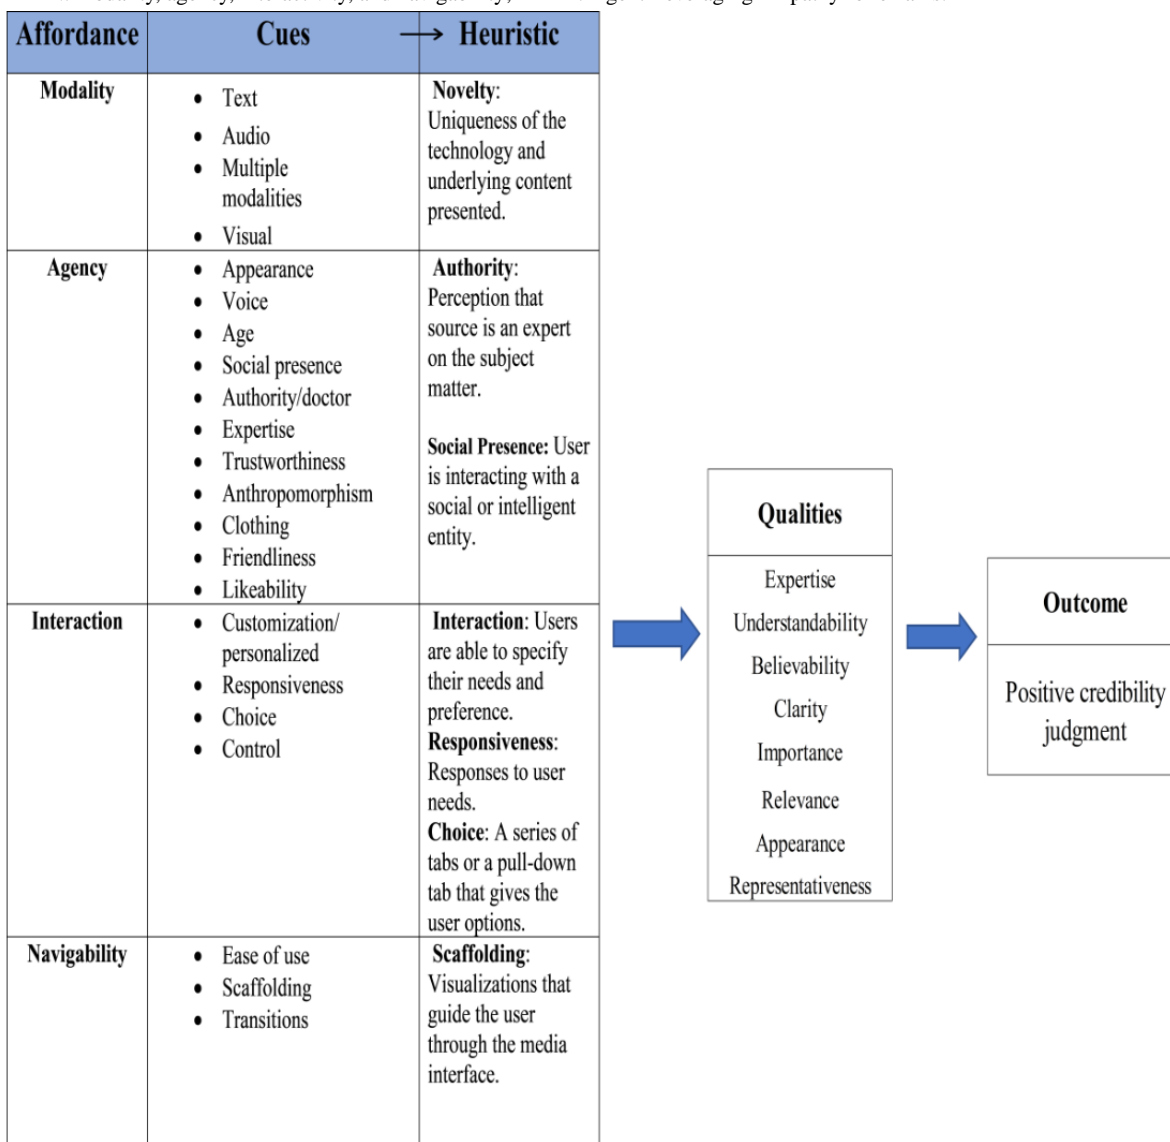 Affordance Cues → Heuristic
Modality
• Text
• Audio
• Multiple
modalities
• Visual
Novelty:
Uniqueness of the
technology and
underlying content
presented.
Agency
• Appearance
• Voice
• Age
• Social presence
• Authority/doctor
• Expertise
• Trustworthiness
• Anthropomorphism
• Clothing
• Friendliness
• Likeability
Authority:
Perception that
source is an expert
on the subject
matter.
Social Presence: User
is interacting with a
social or intelligent
entity.
Interaction
• Customization/
personalized
• Responsiveness
• Choice
• Control
Interaction: Users
are able to specify
their needs and
preference.
Responsiveness:
Responses to user
needs.
Choice: A series of
tabs or a pull-down
tab that gives the
user options.
Navigability
• Ease of use
• Scaffolding
• Transitions
Scaffolding:
Visualizations that
guide the user
through the media
interface.
Qualities
Expertise
Understandability
Believability
Clarity
Importance
Relevance
Appearance
Representativeness
Outcome
Positive credibility
judgment